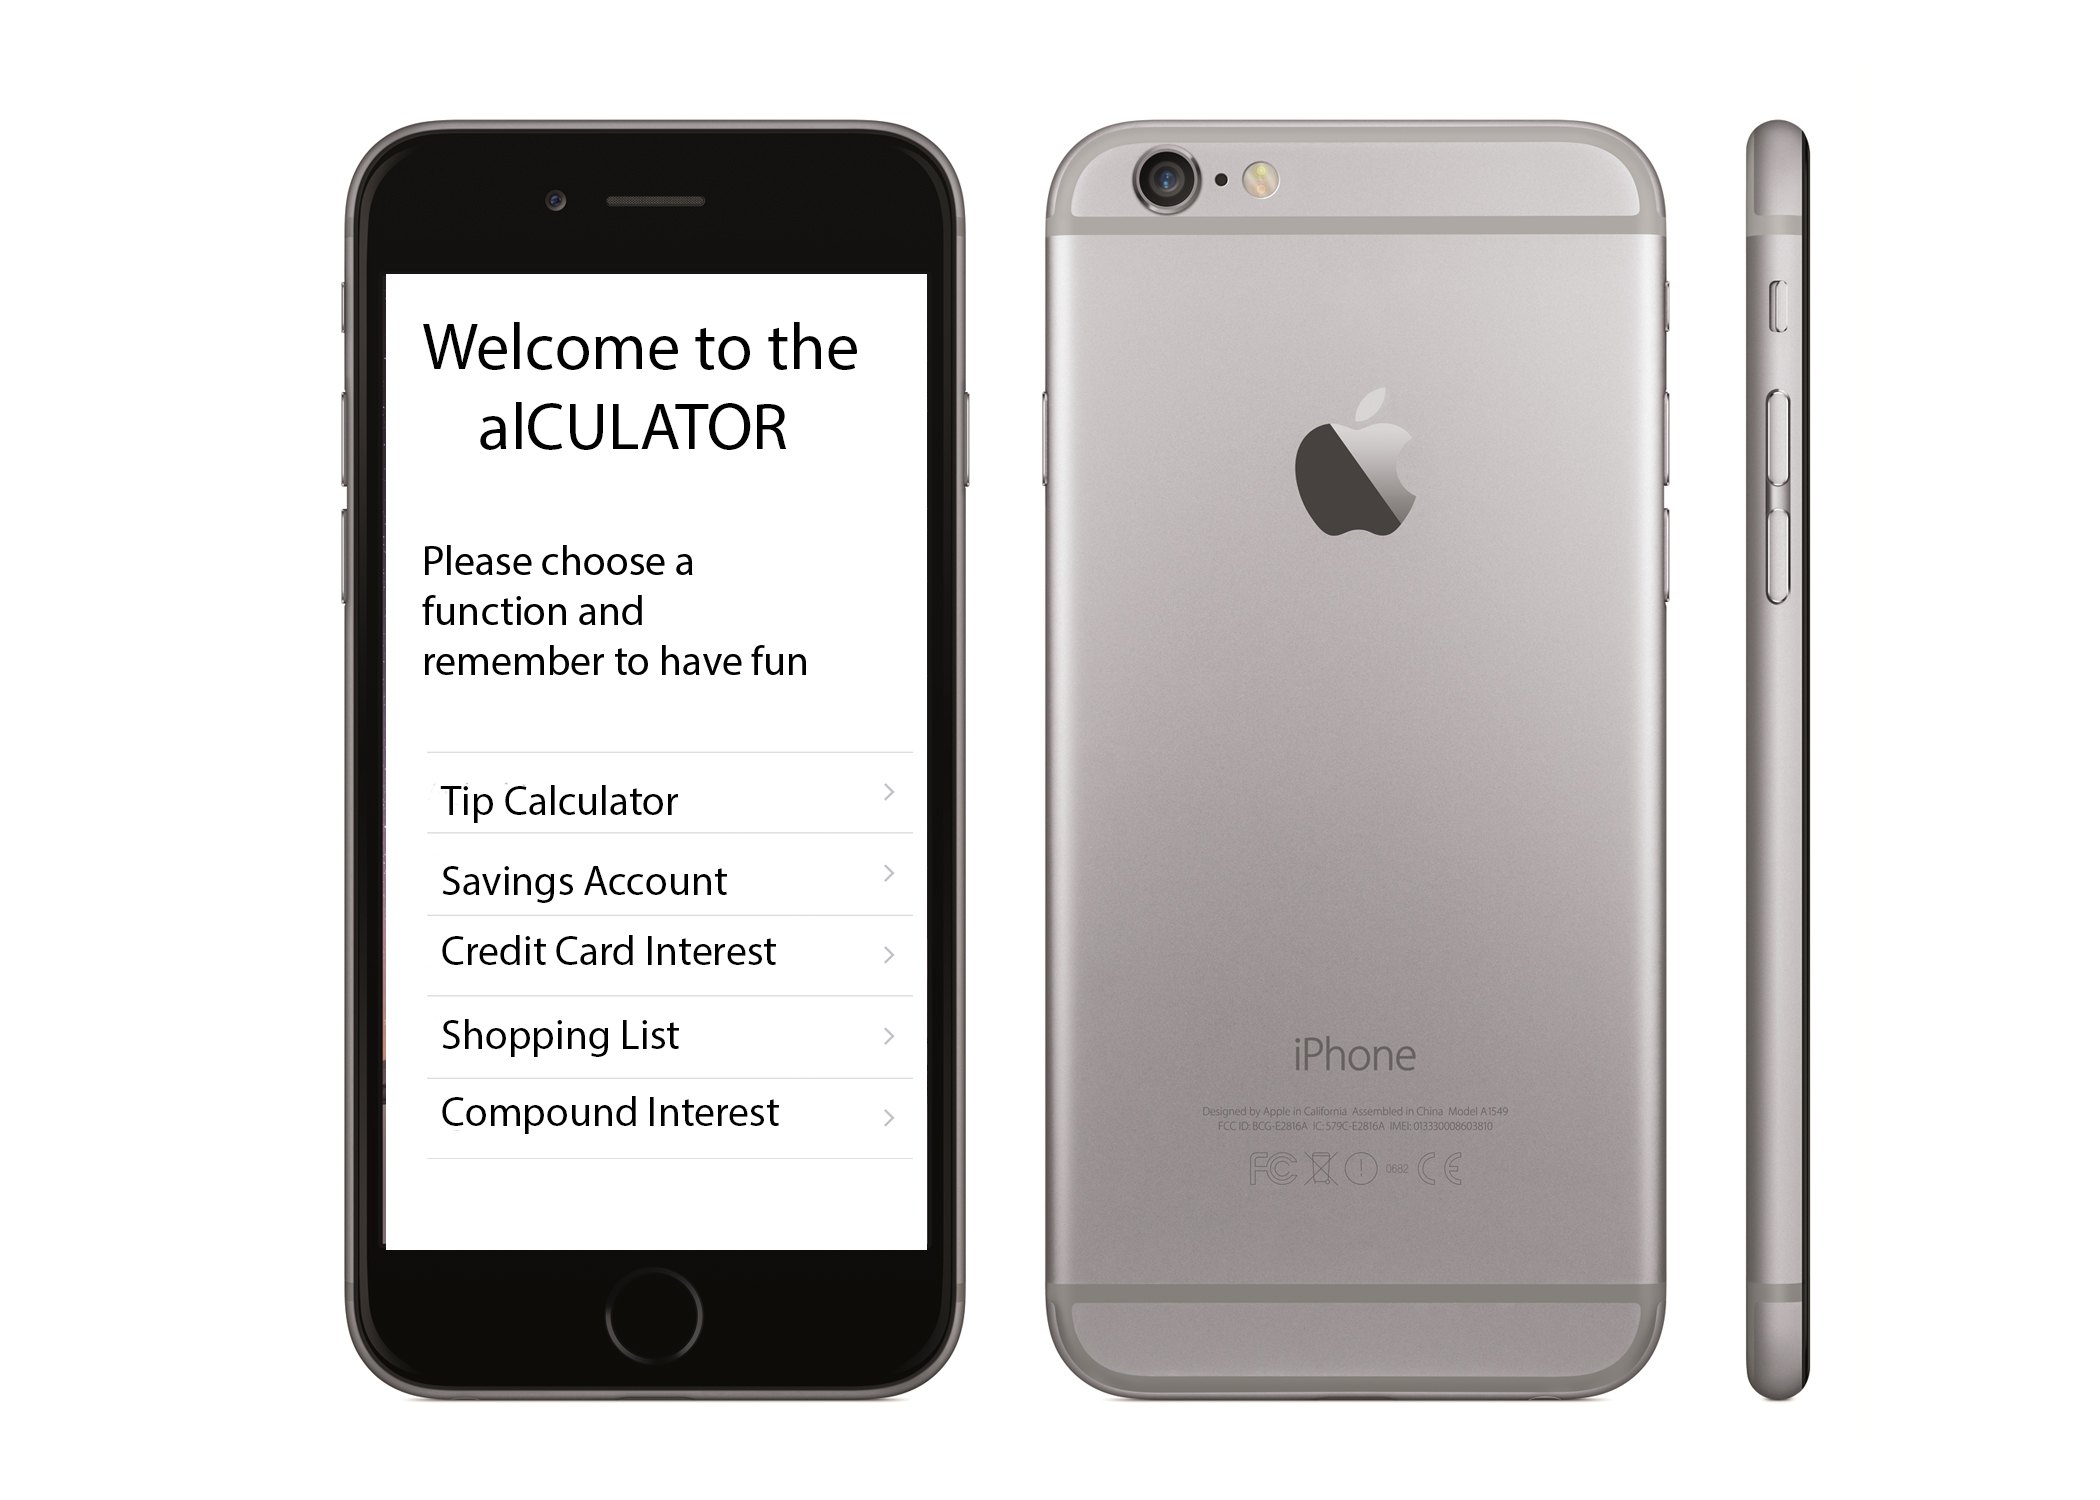 Welcome to the
alCULATOR
Please choose a
function and
remember to have fun
Tip Calculator
Savings Account
Credit Card Interest
Shopping List
Compound Interest
iPhone
Designed by Apple in California Assembled in China Model A1549
FCC ID: BCG-E2816A IC: 579C-E2816A IMEI: 013330008603810
FC 0682 CE